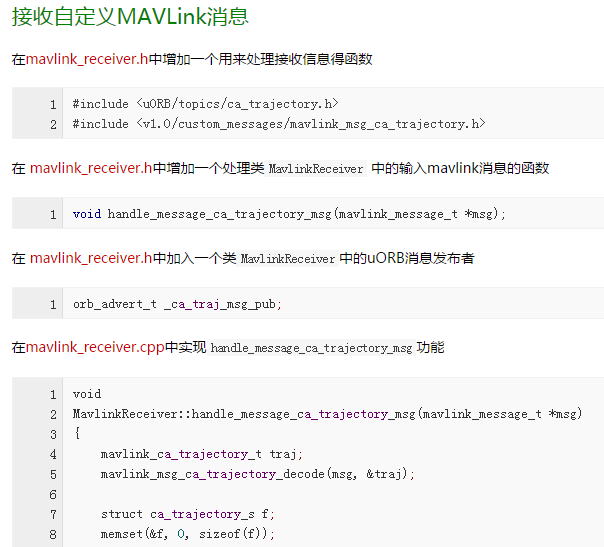 接收自定义MAVLink消息
在mavlink_receiver.h中增加一个用来处理接收信息得函数
1 #include <uORB/topics/ca_trajectory.h>
2 #include <v1.0/custom_messages/mavlink_msg_ca_trajectory.h>
在 mavlink_receiver.h中增加一个处理类 MavlinkReceiver 中的输入mavlink消息的函数
1 void handle_message_ca_trajectory_msg(mavlink_message_t *msg);
在 mavlink_receiver.h中加入一个类 MavlinkReceiver 中的uORB消息发布者
1 orb_advert_t _ca_traj_msg_pub;
在mavlink_receiver.cpp中实现 handle_message_ca_trajectory_msg 功能
1 void
2 MavlinkReceiver::handle_message_ca_trajectory_msg(mavlink_message_t *msg)
3 {
4     mavlink_ca_trajectory_t traj;
5     mavlink_msg_ca_trajectory_decode(msg, &traj);
6
7     struct ca_trajectory_s f;
8     memset(&f, 0, sizeof(f));